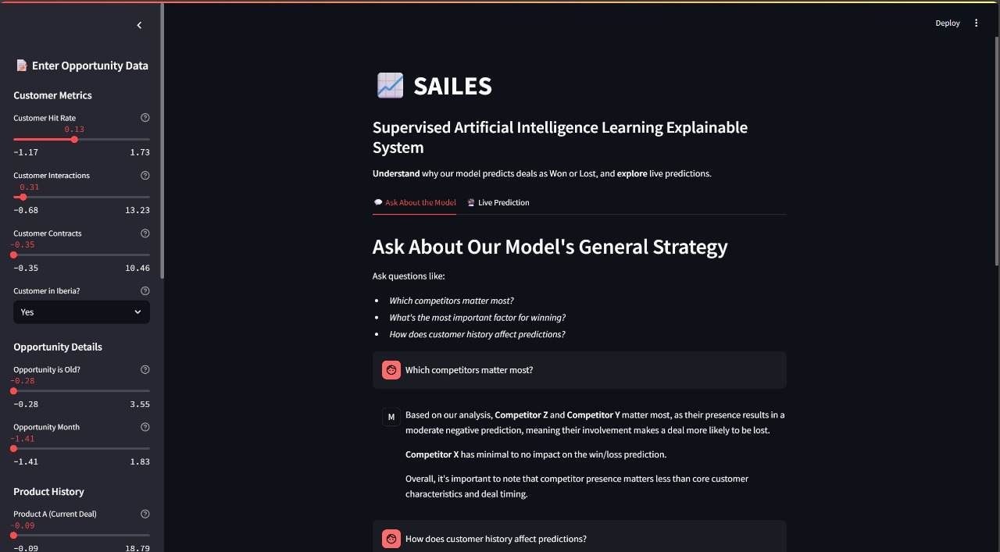 Enter Opportunity Data
Customer Metrics
Customer Hit Rate
0.13
-1.17 1.73
Customer Interactions
0.31
-0.68 13.23
Customer Contracts
-0.35
-0.35 10.46
Customer in Iberia?
Yes
Opportunity Details
Opportunity is Old?
-0.28
-0.28 3.55
Opportunity Month
-1.41
-1.41 1.83
Product History
Product A (Current Deal)
-0.09
-0.09 18.79
Deploy
SAILES
Supervised Artificial Intelligence Learning Explainable
System
Understand why our model predicts deals as Won or Lost, and explore live predictions.
Ask About the Model Live Prediction
Ask About Our Model's General Strategy
Ask questions like:
• Which competitors matter most?
• What's the most important factor for winning?
• How does customer history affect predictions?
Which competitors matter most?
M
Based on our analysis, Competitor Z and Competitor Y matter most, as their presence results in a
moderate negative prediction, meaning their involvement makes a deal more likely to be lost.
Competitor X has minimal to no impact on the win/loss prediction.
Overall, it's important to note that competitor presence matters less than core customer
characteristics and deal timing.
How does customer history affect predictions?